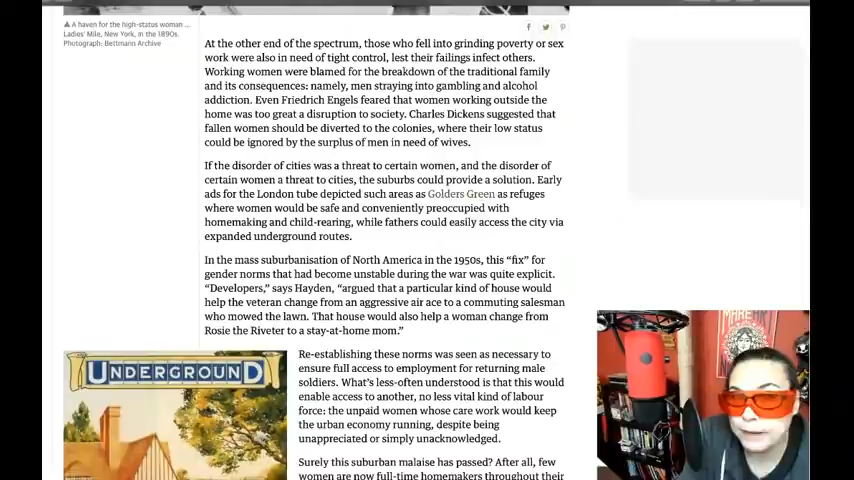 ▲ A haven for the high-status woman ...
Ladies' Mile, New York, in the 1890s.
Photograph: Bettmann Archive
At the other end of the spectrum, those who fell into grinding poverty or sex
work were also in need of tight control, lest their failings infect others.
Working women were blamed for the breakdown of the traditional family
and its consequences: namely, men straying into gambling and alcohol
addiction. Even Friedrich Engels feared that women working outside the
home was too great a disruption to society. Charles Dickens suggested that
fallen women should be diverted to the colonies, where their low status
could be ignored by the surplus of men in need of wives.
If the disorder of cities was a threat to certain women, and the disorder of
certain women a threat to cities, the suburbs could provide a solution. Early
ads for the London tube depicted such areas as Golders Green as refuges
where women would be safe and conveniently preoccupied with
homemaking and child-rearing, while fathers could easily access the city via
expanded underground routes.
In the mass suburbanisation of North America in the 1950s, this “fix” for
gender norms that had become unstable during the war was quite explicit.
“Developers,” says Hayden, “argued that a particular kind of house would
help the veteran change from an aggressive air ace to a commuting salesman
who mowed the lawn. That house would also help a woman change from
Rosie the Riveter to a stay-at-home mom.”
UNDERGROUND
Re-establishing these norms was seen as necessary to
ensure full access to employment for returning male
soldiers. What’s less-often understood is that this would
enable access to another, no less vital kind of labour
force: the unpaid women whose care work would keep
the urban economy running, despite being
unappreciated or simply unacknowledged.
Surely this suburban malaise has passed? After all, few
women are now full-time homemakers throughout their
MAKE